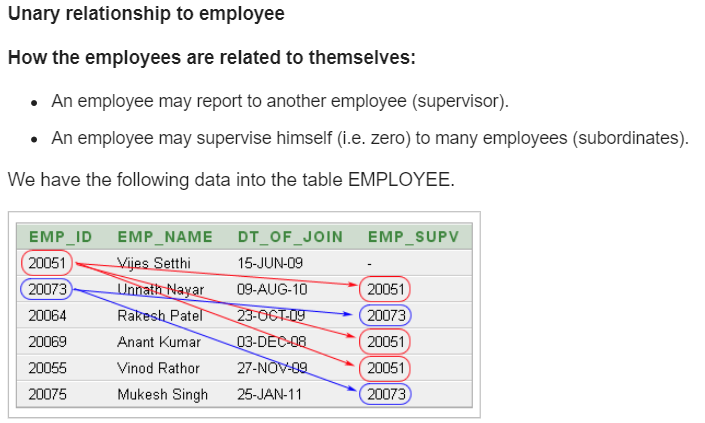 Unary relationship to employee
How the employees are related to themselves:
• An employee may report to another employee (supervisor).
• An employee may supervise himself (i.e. zero) to many employees (subordinates).
We have the following data into the table EMPLOYEE.
EMP_ID EMP_NAME DT_OF_JOIN EMP_SUPV
20051 Vijes Setthi 15-JUN-09 -
20073 Unnath Nayar 09-AUG-10 20051
20064 Rakesh Patel 23-OCT-09 20073
20069 Anant Kumar 03-DEC-08 20051
20055 Vinod Rathor 27-NOV-09 20051
20075 Mukesh Singh 25-JAN-11 20073